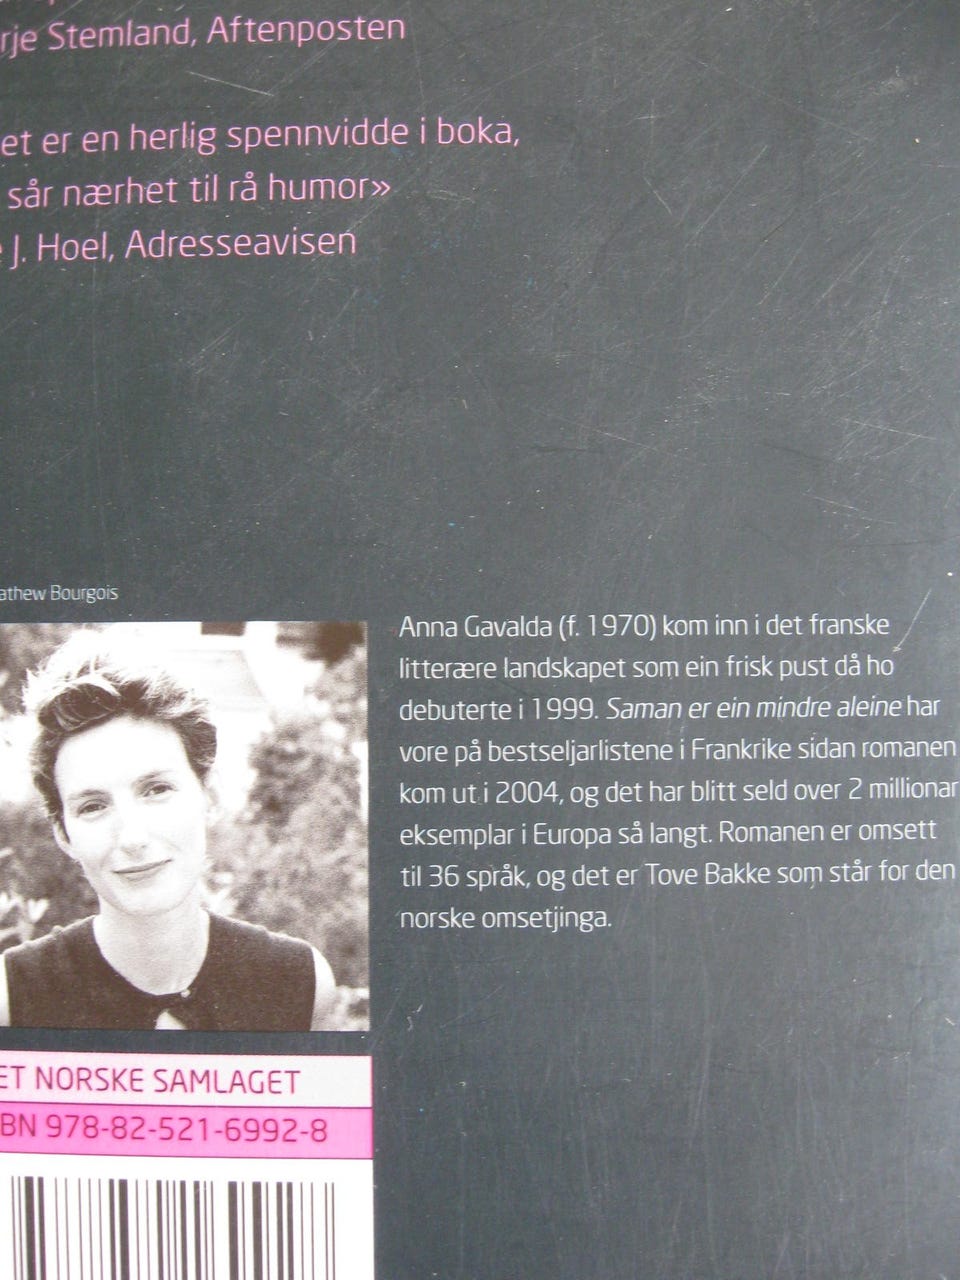 rje Stemland, Aftenposten
et er en herlig spennvidde i boka,
sår nærhet til rå humor»
J. Hoel, Adresseavisen
athew Bourgois
Anna Gavalda (f. 1970) kom inn i det franske
litterære landskapet som ein frisk pust då ho
debuterte i 1999. Saman er ein mindre aleine har
vore på bestseljarlistene i Frankrike sidan romanen
kom ut i 2004, og det har blitt seld over 2 millionar
eksemplar i Europa så langt. Romanen er omsett
til 36 språk, og det er Tove Bakke som står for den
norske omsetjinga.
ET NORSKE SAMLAGET
BN 978-82-521-6992-8